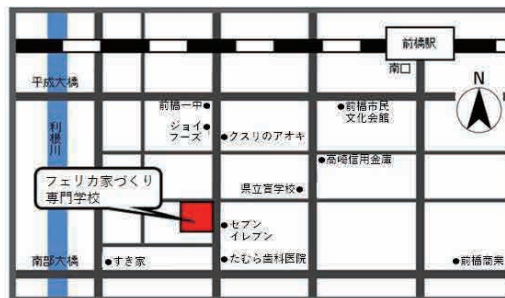 前橋駅
南口
平成大橋
N
前橋一中
ジョイ
フーズ
前橋市民
文化会館
クスリのアオキ
利根川
高崎信用金庫
フェリカ家づくり
専門学校
県立盲学校
セブン
イレブン
南部大橋
すき家
たむら歯科医院
前橋商業